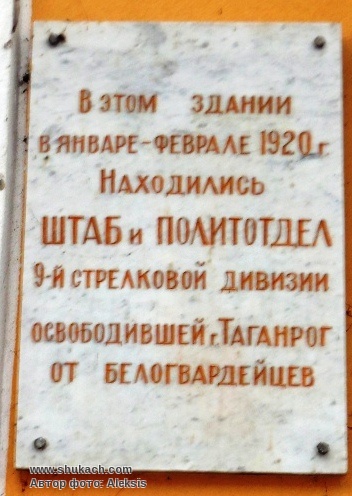 В ЭТОМ ЗДАНИИ
В ЯНВАРЕ-ФЕВРАЛЕ 1920 г.
НАХОДИЛИСЬ
ШТАБ и ПОЛИТОТДЕЛ
9-Й СТРЕЛКОВОЙ ДИВИЗИИ
ОСВОБОДИВШЕЙ г. ТАГАНРОГ
ОТ БЕЛОГВАРДЕЙЦЕВ
www.shukach.com
Автор фото: Aleksis